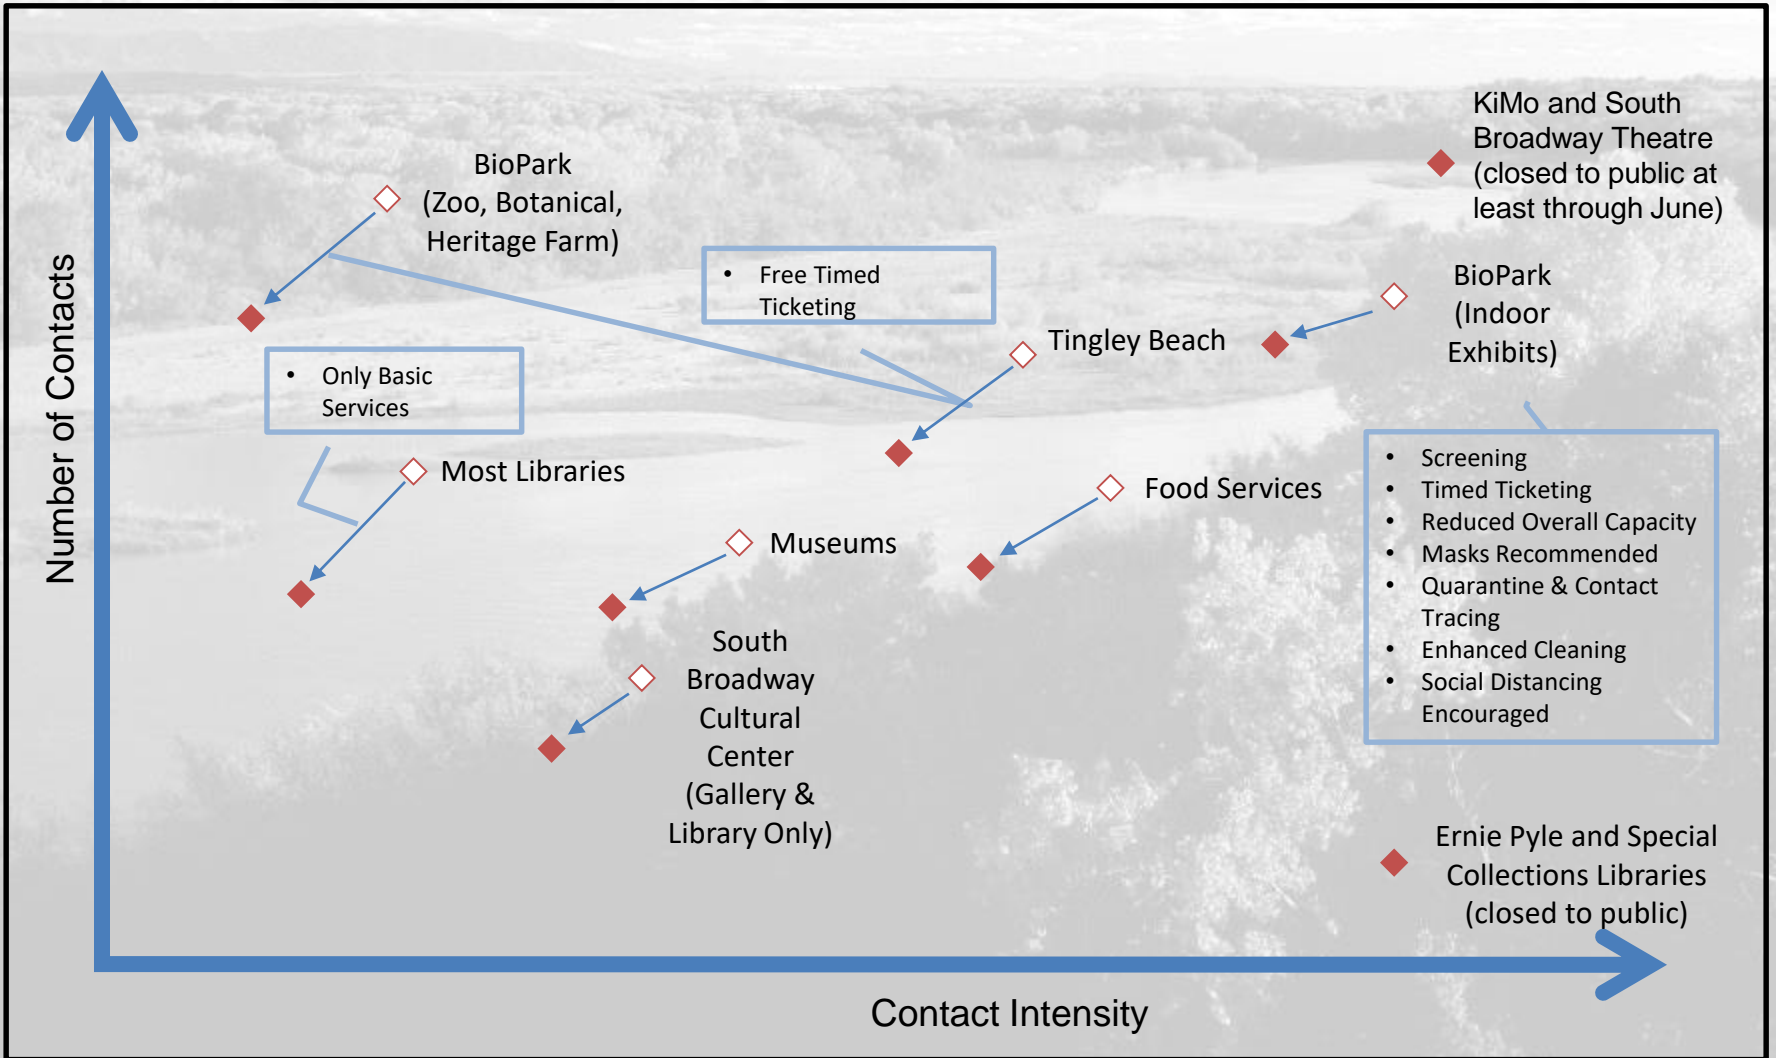 KiMo and South
Broadway Theatre
(closed to public at
least through June)
BioPark
(Zoo, Botanical,
Heritage Farm)
• Free Timed
Ticketing
BioPark
(Indoor
Exhibits)
Tingley Beach
Number of Contacts
• Only Basic
Services
Most Libraries
Food Services
Museums
• Screening
• Timed Ticketing
• Reduced Overall Capacity
• Masks Recommended
• Quarantine & Contact
Tracing
• Enhanced Cleaning
• Social Distancing
Encouraged
South
Broadway
Cultural
Center
(Gallery &
Library Only)
Ernie Pyle and Special
Collections Libraries
(closed to public)
Contact Intensity